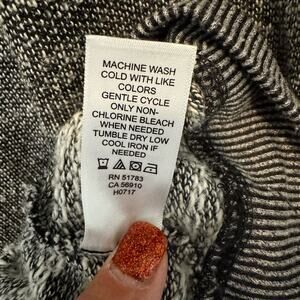 MACHINE WASH
COLD WITH LIKE
COLORS
GENTLE CYCLE
ONLY NON-
CHLORINE BLEACH
WHEN NEEDED
TUMBLE DRY LOW
COOL IRON IF
NEEDED
RN 51783
CA 56910
H0717